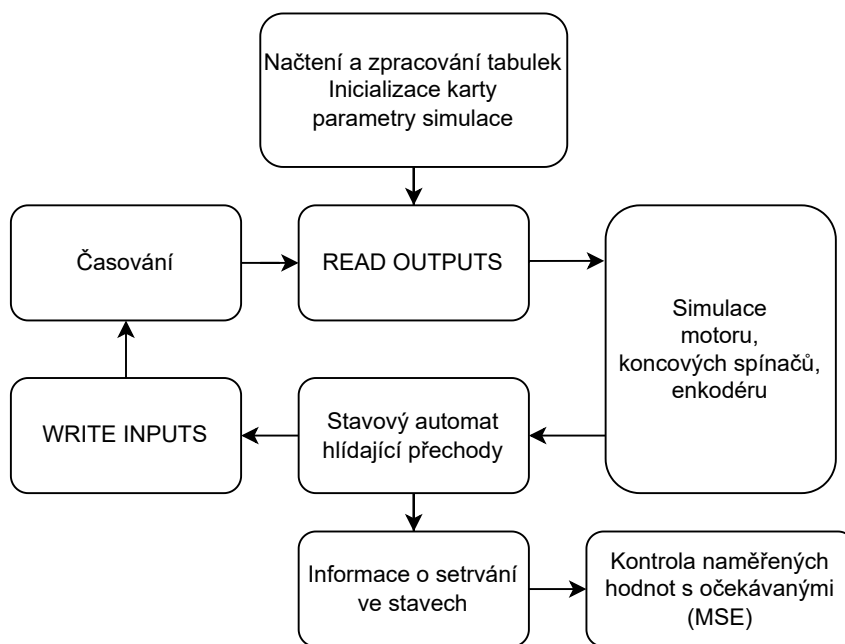 Načtení a zpracování tabulek
Inicializace karty
parametry simulace
Časování
READ OUTPUTS
Simulace
motoru,
koncových spínačů,
enkodéru
WRITE INPUTS
Stavový automat
hlídající přechody
Informace o setrvání
ve stavech
Kontrola naměřených
hodnot s očekávanými
(MSE)